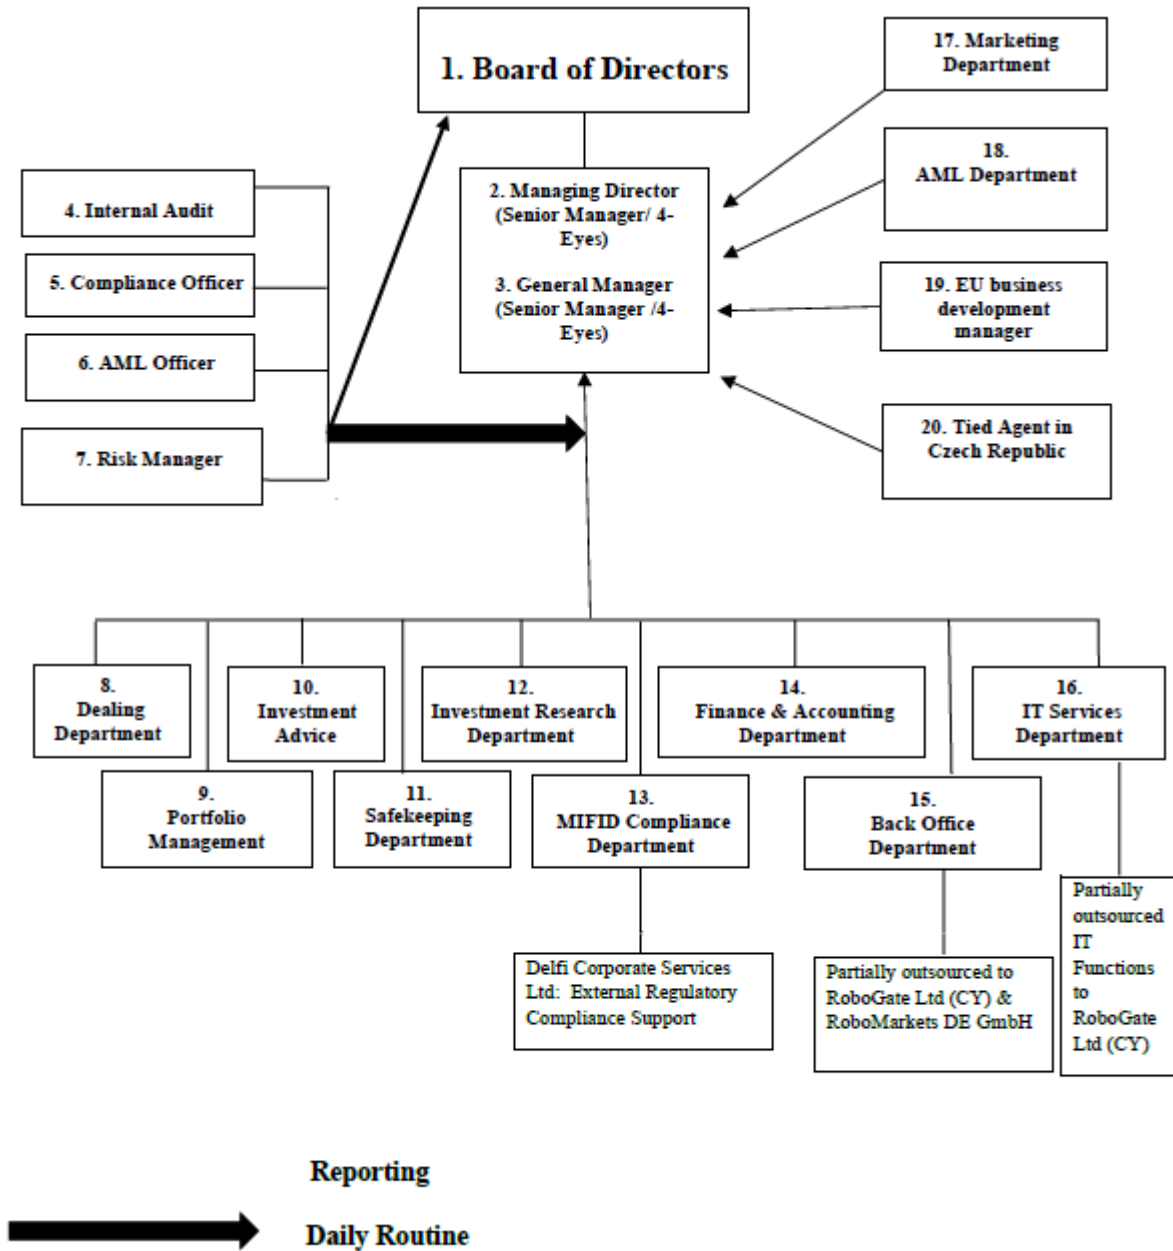 1. Board of Directors
17. Marketing
Department
18.
AML Department
2. Managing Director
(Senior Manager/ 4-
Eyes)
3. General Manager
(Senior Manager /4-
Eyes)
4. Internal Audit
5. Compliance Officer
6. AML Officer
7. Risk Manager
19. EU business
development
manager
20. Tied Agent in
Czech Republic
8.
Dealing
Department
10.
Investment
Advice
12.
Investment Research
Department
14.
Finance & Accounting
Department
16.
IT Services
Department
9.
Portfolio
Management
11.
Safekeeping
Department
13.
MIFID Compliance
Department
15.
Back Office
Department
Delfi Corporate Services
Ltd: External Regulatory
Compliance Support
Partially outsourced to
RoboGate Ltd (CY) &
RoboMarkets DE GmbH
Partially
outsourced
IT
Functions
to
RoboGate
Ltd (CY)
Reporting
Daily Routine